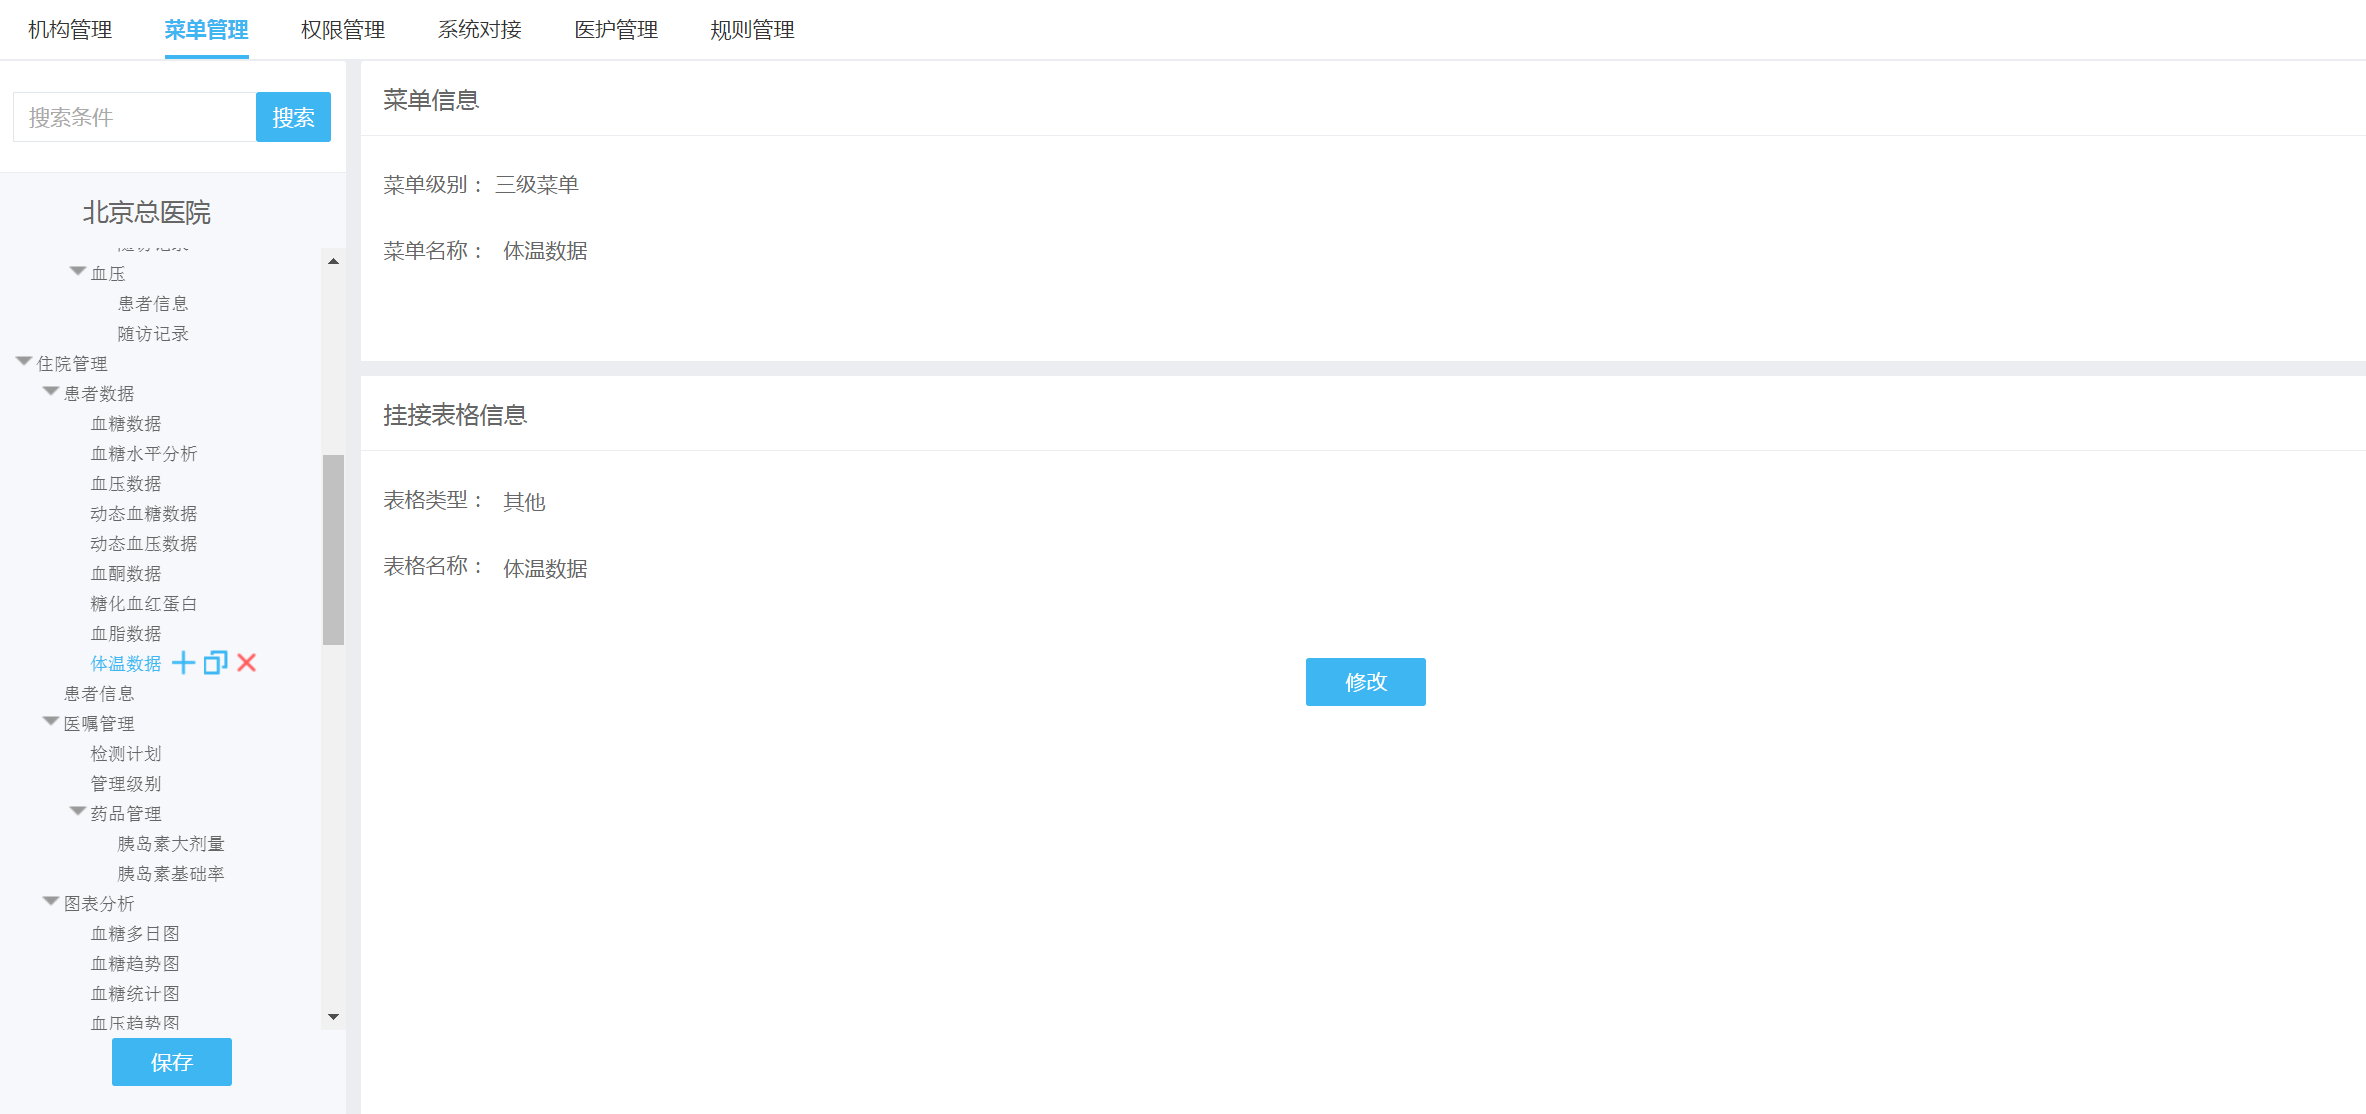 机构管理 菜单管理 权限管理 系统对接 医护管理 规则管理
搜索条件 搜索
北京总医院
随访记录
血压
患者信息
随访记录
住院管理
患者数据
血糖数据
血糖水平分析
血压数据
动态血糖数据
动态血压数据
血酮数据
糖化血红蛋白
血脂数据
体温数据
患者信息
医嘱管理
检测计划
管理级别
药品管理
胰岛素大剂量
胰岛素基础率
图表分析
血糖多日图
血糖趋势图
血糖统计图
血压趋势图
保存
菜单信息
菜单级别： 三级菜单
菜单名称： 体温数据
挂接表格信息
表格类型： 其他
表格名称： 体温数据
修改